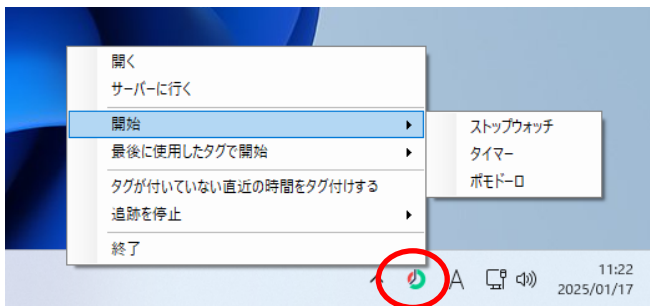 開く
サーバーに行く
開始
最後に使用したタグで開始
タグが付いていない直近の時間をタグ付けする
追跡を停止
終了
ストップウォッチ
タイマー
ポモドーロ
A
11:22
2025/01/17